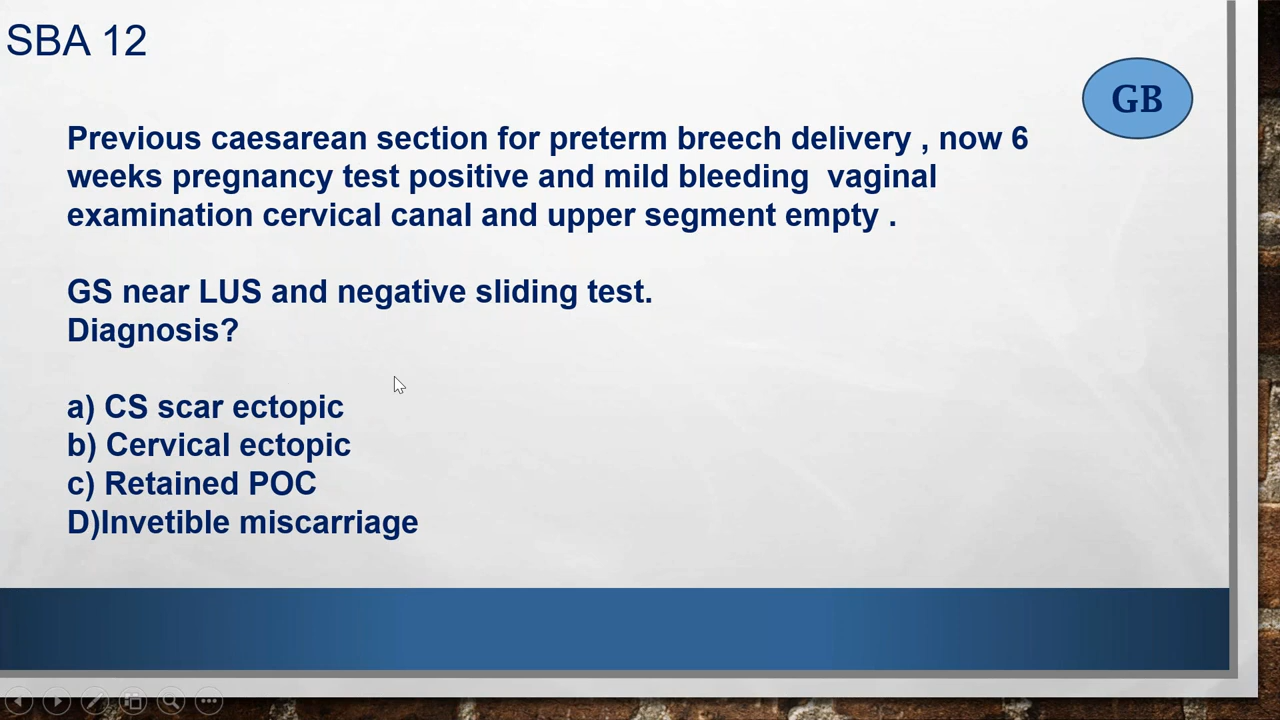 SBA 12
GB
Previous caesarean section for preterm breech delivery , now 6
weeks pregnancy test positive and mild bleeding  vaginal
examination cervical canal and upper segment empty .
GS near LUS and negative sliding test.
Diagnosis?
a) CS scar ectopic
b) Cervical ectopic
c) Retained POC
D)Invetible miscarriage